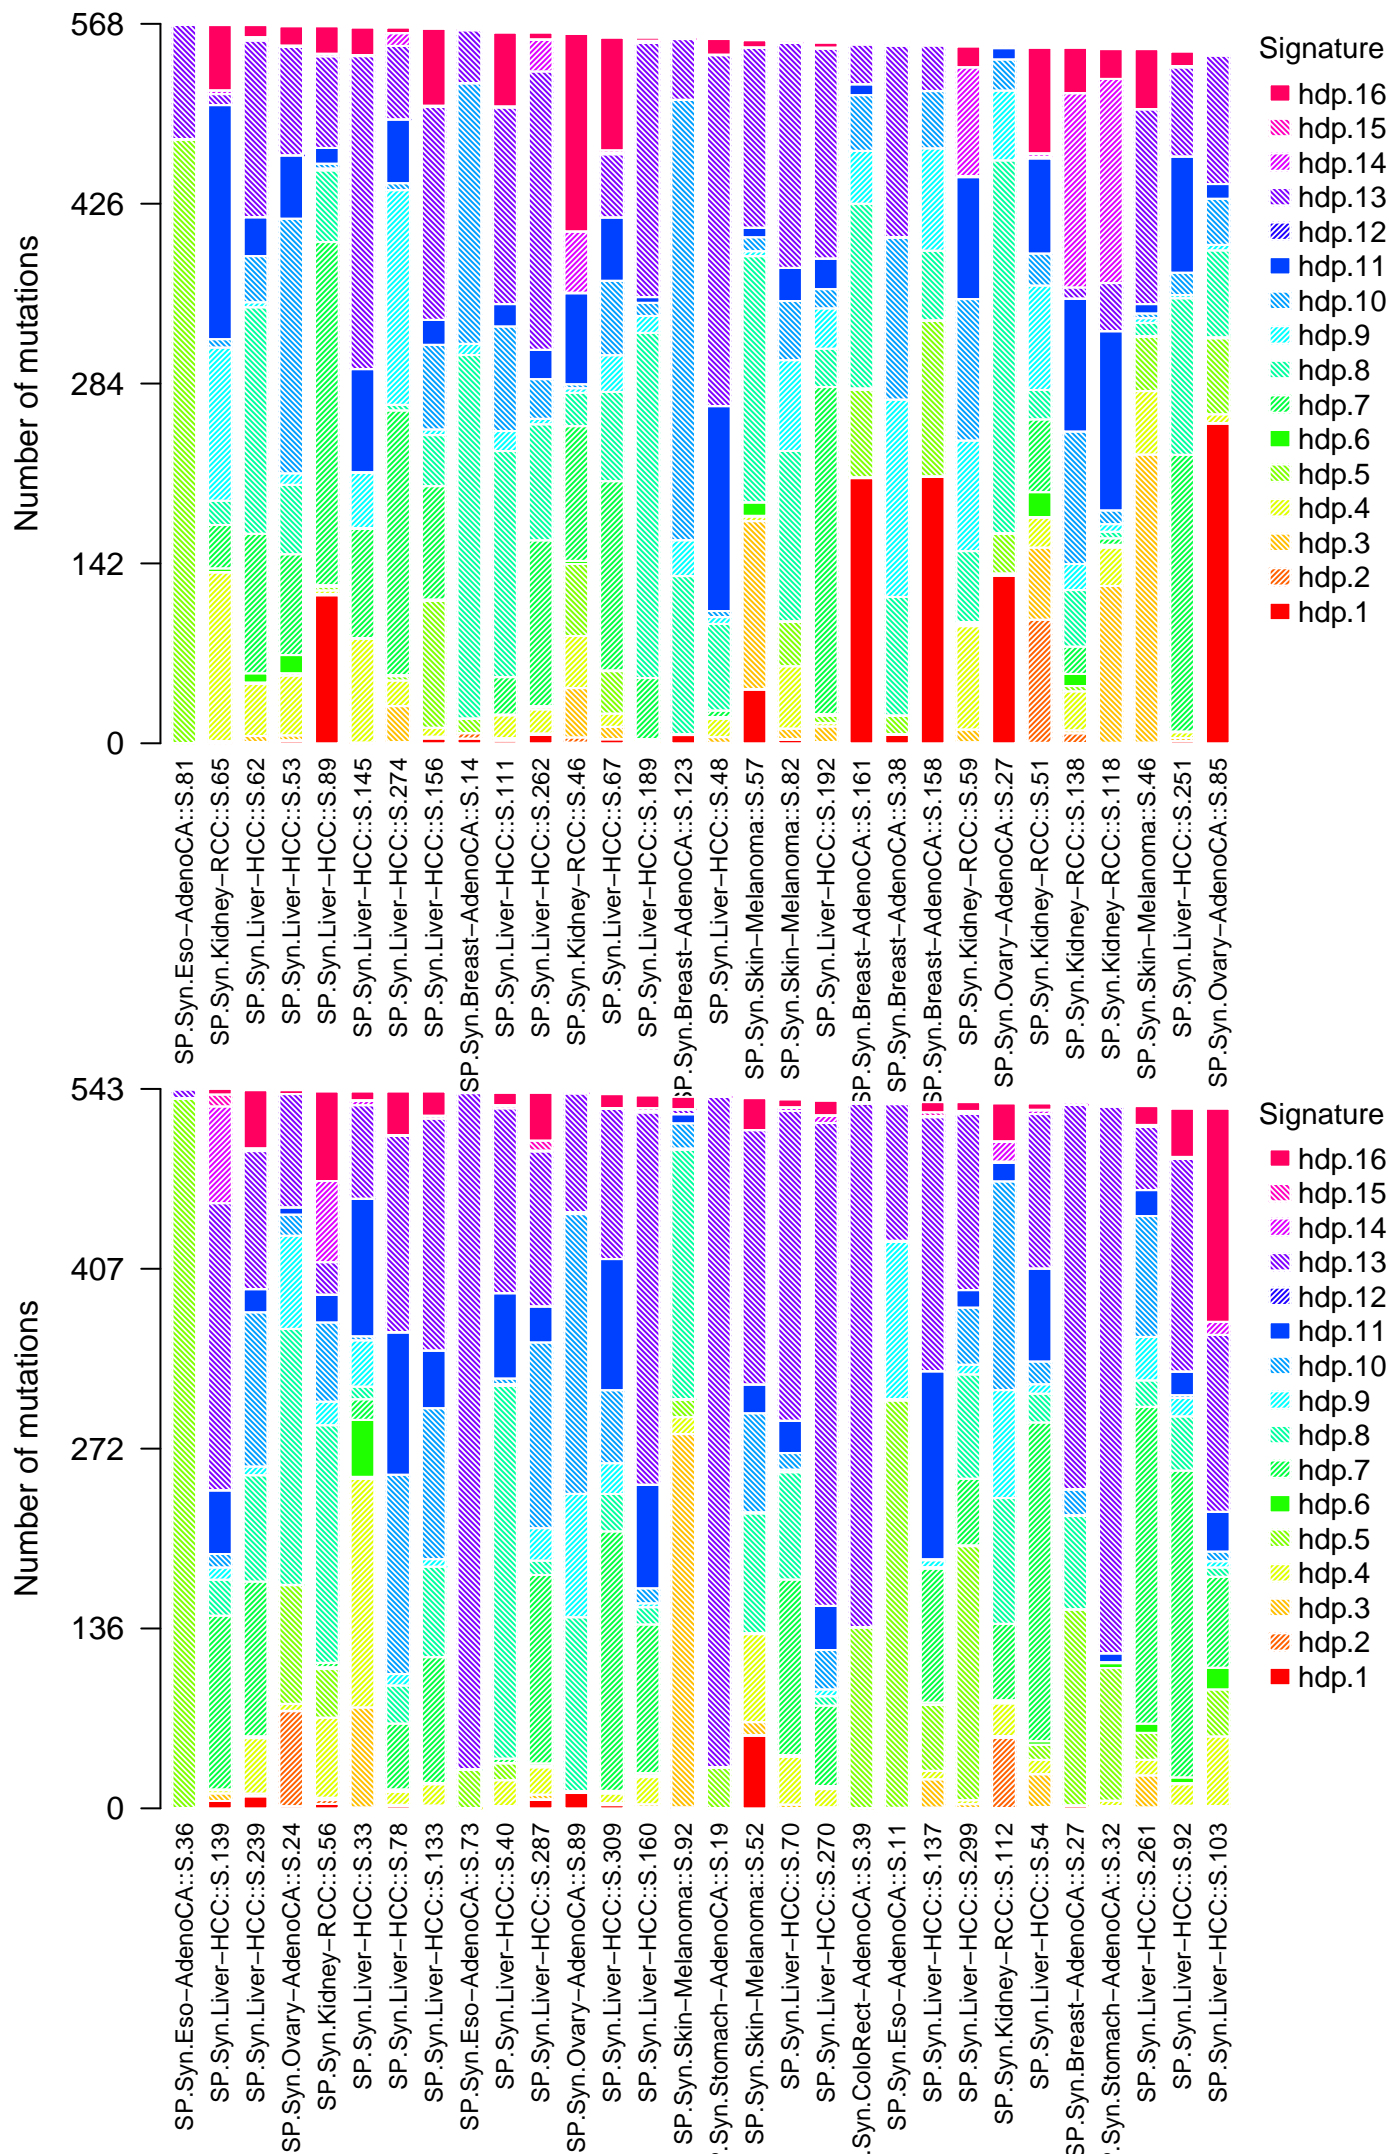 Number of mutations
568
426
284
142
0
Signature
hdp.16
hdp.15
hdp.14
hdp.13
hdp.12
hdp.11
hdp.10
hdp.9
hdp.8
hdp.7
hdp.6
hdp.5
hdp.4
hdp.3
hdp.2
hdp.1
SP.Syn.Eso−AdenoCA::S.81
SP.Syn.Kidney−RCC::S.65
SP.Syn.Liver−HCC::S.62
SP.Syn.Liver−HCC::S.53
SP.Syn.Liver−HCC::S.89
SP.Syn.Liver−HCC::S.145
SP.Syn.Liver−HCC::S.274
SP.Syn.Liver−HCC::S.156
SP.Syn.Breast−AdenoCA::S.14
SP.Syn.Liver−HCC::S.111
SP.Syn.Liver−HCC::S.262
SP.Syn.Kidney−RCC::S.46
SP.Syn.Liver−HCC::S.67
SP.Syn.Liver−HCC::S.189
SP.Syn.Breast−AdenoCA::S.123
SP.Syn.Liver−HCC::S.48
SP.Syn.Skin−Melanoma::S.57
SP.Syn.Skin−Melanoma::S.82
SP.Syn.Liver−HCC::S.192
SP.Syn.Breast−AdenoCA::S.161
SP.Syn.Breast−AdenoCA::S.38
SP.Syn.Breast−AdenoCA::S.158
SP.Syn.Kidney−RCC::S.59
SP.Syn.Ovary−AdenoCA::S.27
SP.Syn.Kidney−RCC::S.51
SP.Syn.Kidney−RCC::S.138
SP.Syn.Kidney−RCC::S.118
SP.Syn.Skin−Melanoma::S.46
SP.Syn.Liver−HCC::S.251
SP.Syn.Ovary−AdenoCA::S.85
Number of mutations
543
407
272
136
0
Signature
hdp.16
hdp.15
hdp.14
hdp.13
hdp.12
hdp.11
hdp.10
hdp.9
hdp.8
hdp.7
hdp.6
hdp.5
hdp.4
hdp.3
hdp.2
hdp.1
SP.Syn.Eso−AdenoCA::S.36
SP.Syn.Liver−HCC::S.139
SP.Syn.Liver−HCC::S.239
SP.Syn.Ovary−AdenoCA::S.24
SP.Syn.Kidney−RCC::S.56
SP.Syn.Liver−HCC::S.33
SP.Syn.Liver−HCC::S.78
SP.Syn.Liver−HCC::S.133
SP.Syn.Eso−AdenoCA::S.73
SP.Syn.Liver−HCC::S.40
SP.Syn.Liver−HCC::S.287
SP.Syn.Ovary−AdenoCA::S.89
SP.Syn.Liver−HCC::S.309
SP.Syn.Liver−HCC::S.160
SP.Syn.Skin−Melanoma::S.92
P.Syn.Stomach−AdenoCA::S.19
SP.Syn.Skin−Melanoma::S.52
SP.Syn.Liver−HCC::S.70
SP.Syn.Liver−HCC::S.270
.Syn.ColoRect−AdenoCA::S.39
SP.Syn.Eso−AdenoCA::S.11
SP.Syn.Liver−HCC::S.137
SP.Syn.Liver−HCC::S.299
SP.Syn.Kidney−RCC::S.112
SP.Syn.Liver−HCC::S.54
SP.Syn.Breast−AdenoCA::S.27
P.Syn.Stomach−AdenoCA::S.32
SP.Syn.Liver−HCC::S.261
SP.Syn.Liver−HCC::S.92
SP.Syn.Liver−HCC::S.103